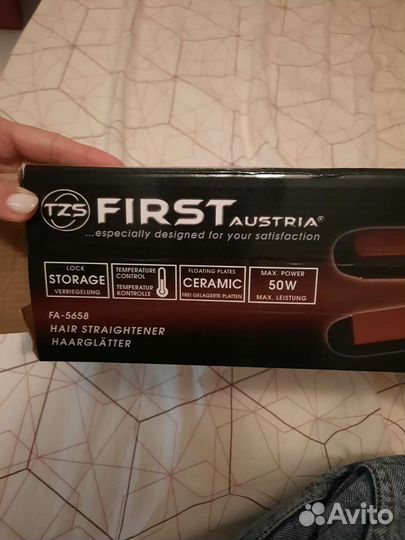 TZS FIRST AUSTRIA®
...especially designed for your satisfaction
LOCK
STORAGE
VERRIEGELUNG
TEMPERATURE
CONTROL
TEMPERATUR
KONTROLLE
FLOATING PLATES
CERAMIC
FREI GELAGERTE PLATTEN
MAX. POWER
50W
MAX. LEISTUNG
FA-5658
HAIR STRAIGHTENER
HAARGLÄTTER
Avito